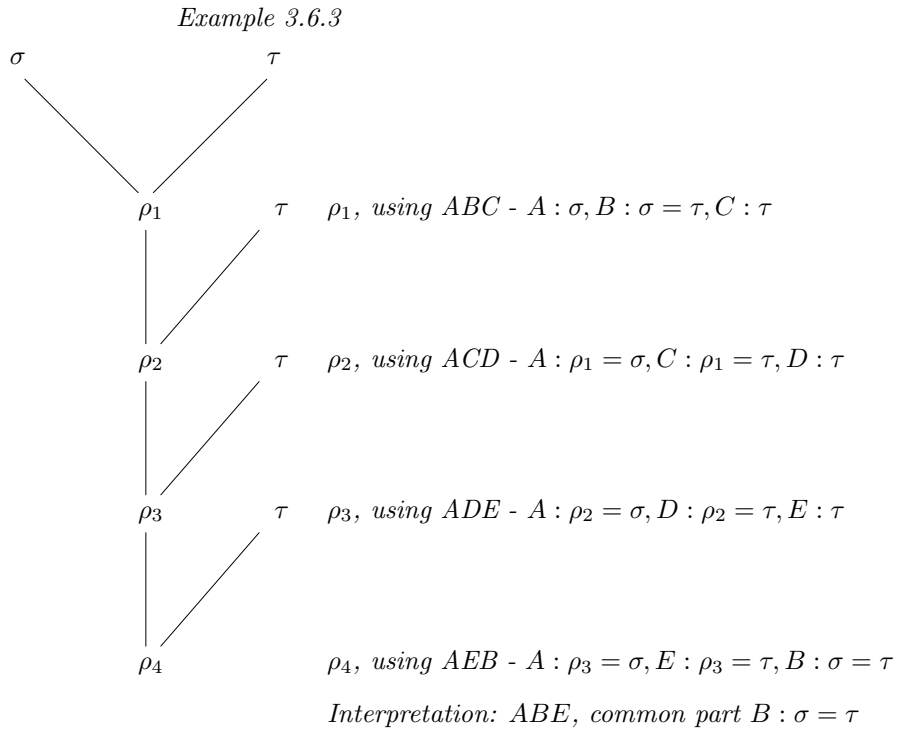 Example 3.6.3
σ τ
ρ₁ τ ρ₁, using ABC - A : σ, B : σ = τ, C : τ
ρ₂ τ ρ₂, using ACD - A : ρ₁ = σ, C : ρ₁ = τ, D : τ
ρ₃ τ ρ₃, using ADE - A : ρ₂ = σ, D : ρ₂ = τ, E : τ
ρ₄ ρ₄, using AEB - A : ρ₃ = σ, E : ρ₃ = τ, B : σ = τ
Interpretation: ABE, common part B : σ = τ